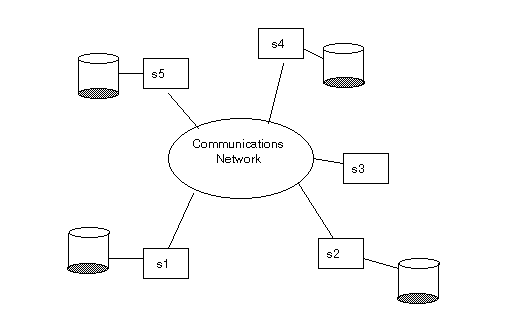 s4
s5
Communications
Network
s3
s2
s1